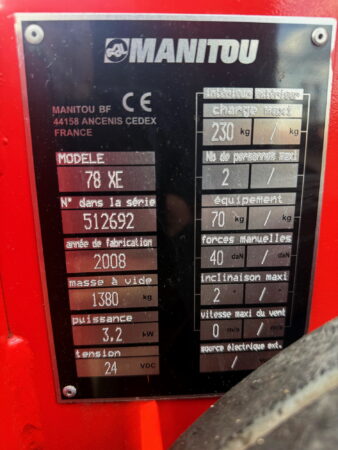 MANITOU
MANITOU BF CE
44158 ANCENIS CEDEX
FRANCE
MODELE
78 XE
N° dans la série
512692
année de fabrication
2008
masse à vide
1380 kg
puissance
3,2 kW
tension
24 VDC
intérieur extérieur
charge maxi
230 kg / kg
Nb de personnes maxi
2 /
équipement
70 kg / kg
forces manuelles
40 daN / daN
inclinaison maxi
2 ° / °
vitesse maxi du vent
0 m/s / m/s
source électrique ext.
/